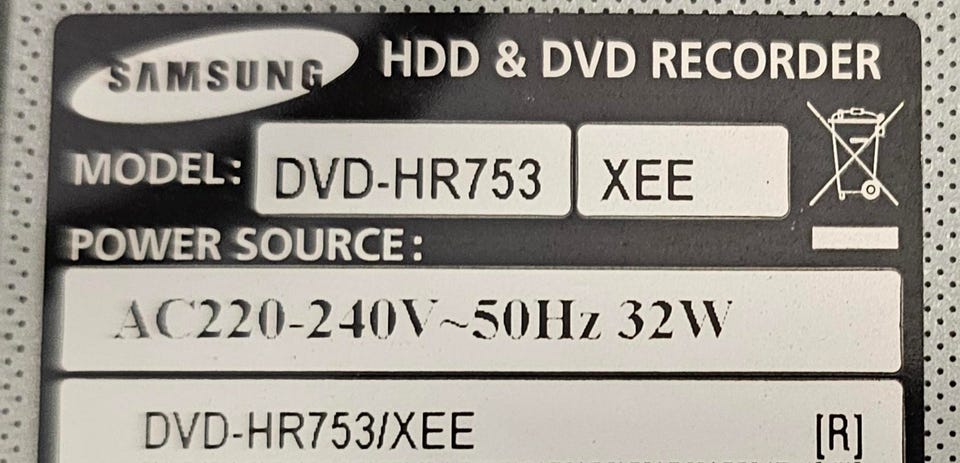 SAMSUNG HDD & DVD RECORDER
MODEL: DVD-HR753 XEE
POWER SOURCE:
AC220-240V~50Hz 32W
DVD-HR753/XEE [R]